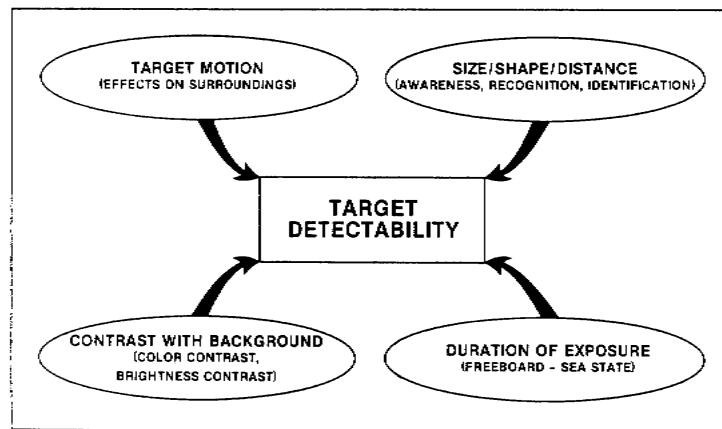 TARGET MOTION
(EFFECTS ON SURROUNDINGS)
SIZE/SHAPE/DISTANCE
(AWARENESS, RECOGNITION, IDENTIFICATION)
TARGET
DETECTABILITY
CONTRAST WITH BACKGROUND
(COLOR CONTRAST,
BRIGHTNESS CONTRAST)
DURATION OF EXPOSURE
(FREEBOARD - SEA STATE)